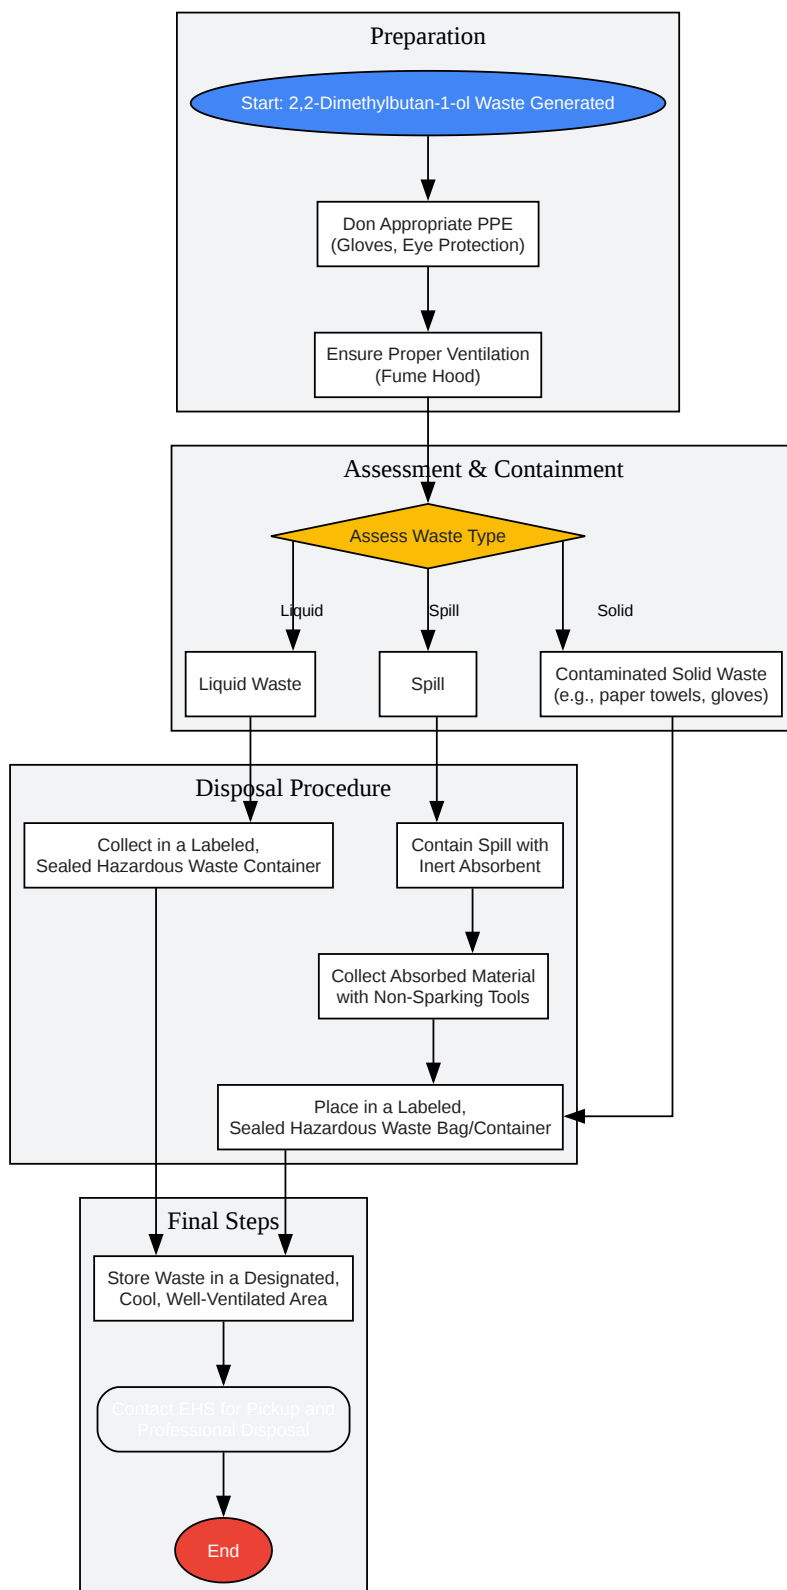 Preparation
Start: 2,2-Dimethylbutan-1-ol Waste Generated
Don Appropriate PPE
(Gloves, Eye Protection)
Ensure Proper Ventilation
(Fume Hood)
Assessment & Containment
Assess Waste Type
Liquid
Spill
Solid
Liquid Waste
Spill
Contaminated Solid Waste
(e.g., paper towels, gloves)
Disposal Procedure
Collect in a Labeled,
Sealed Hazardous Waste Container
Contain Spill with
Inert Absorbent
Collect Absorbed Material
with Non-Sparking Tools
Place in a Labeled,
Sealed Hazardous Waste Bag/Container
Final Steps
Store Waste in a Designated,
Cool, Well-Ventilated Area
Contact EHS for Pickup and
Professional Disposal
End